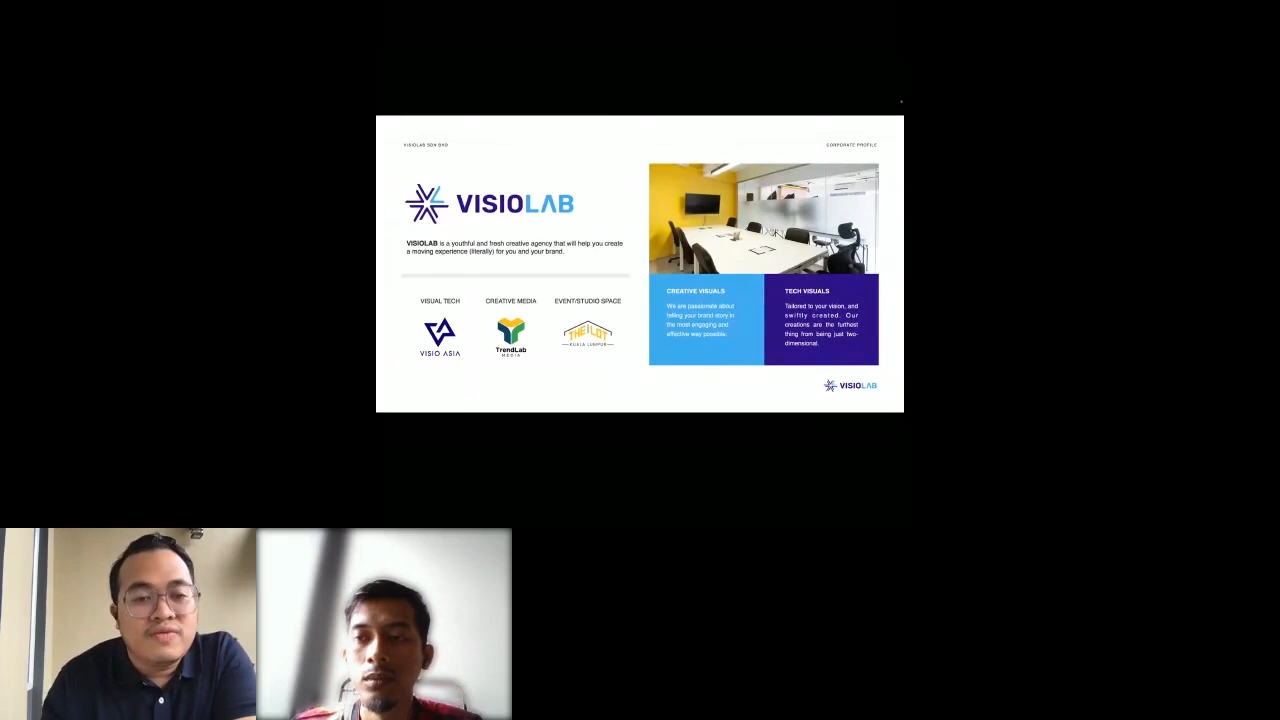 VISIOLAB SDN BHD
CORPORATE PROFILE
VISIOLAB
VISIOLAB is a youthful and fresh creative agency that will help you create
a moving experience (literally) for you and your brand.
VISUAL TECH
CREATIVE MEDIA
EVENT/STUDIO SPACE
VISIO ASIA
TrendLab
MEDIA
THE ILOT
KUALA LUMPUR
CREATIVE VISUALS
We are passionate about
telling your brand story in
the most engaging and
effective way possible.
TECH VISUALS
Tailored to your vision, and
swiftly created. Our
creations are the furthest
thing from being just two-
dimensional.
VISIOLAB